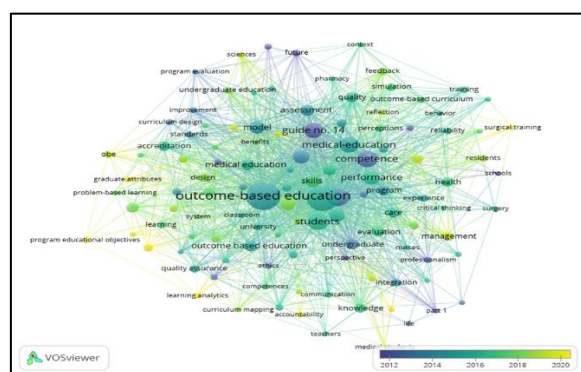 sciences
future
context
program evaluation
undergraduate education
pharmacy
feedback
simulation
training
improvement
assessment
quality
outcome-based curriculum
curriculum design
model
guide no. 14
reflection
behavior
standards
perceptions
reliability
surgical training
accreditation
benefits
medical-education
obe
medical education
competence
residents
graduate attributes
design
skills
performance
schools
problem-based learning
health
program
outcome-based education
experience
system
classroom
students
care
critical thinking
surgery
learning
university
evaluation
management
program educational objectives
outcome based education
undergraduate
nurses
professionalism
perspective
quality assurance
ethics
integration
learning analytics
competences
communication
curriculum mapping
accountability
knowledge
part 1
teachers
life
medical students
VOSviewer
2012 2014 2016 2018 2020